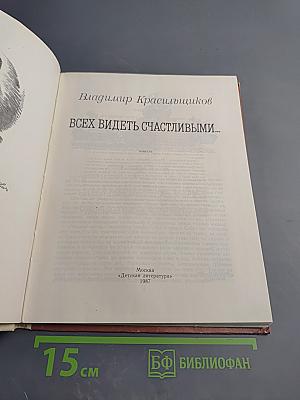 Владимир Красильщиков
ВСЕХ ВИДЕТЬ СЧАСТЛИВЫМИ...
Москва
«Детская литература»
1987
15 см
БФ БИБЛИОФАН